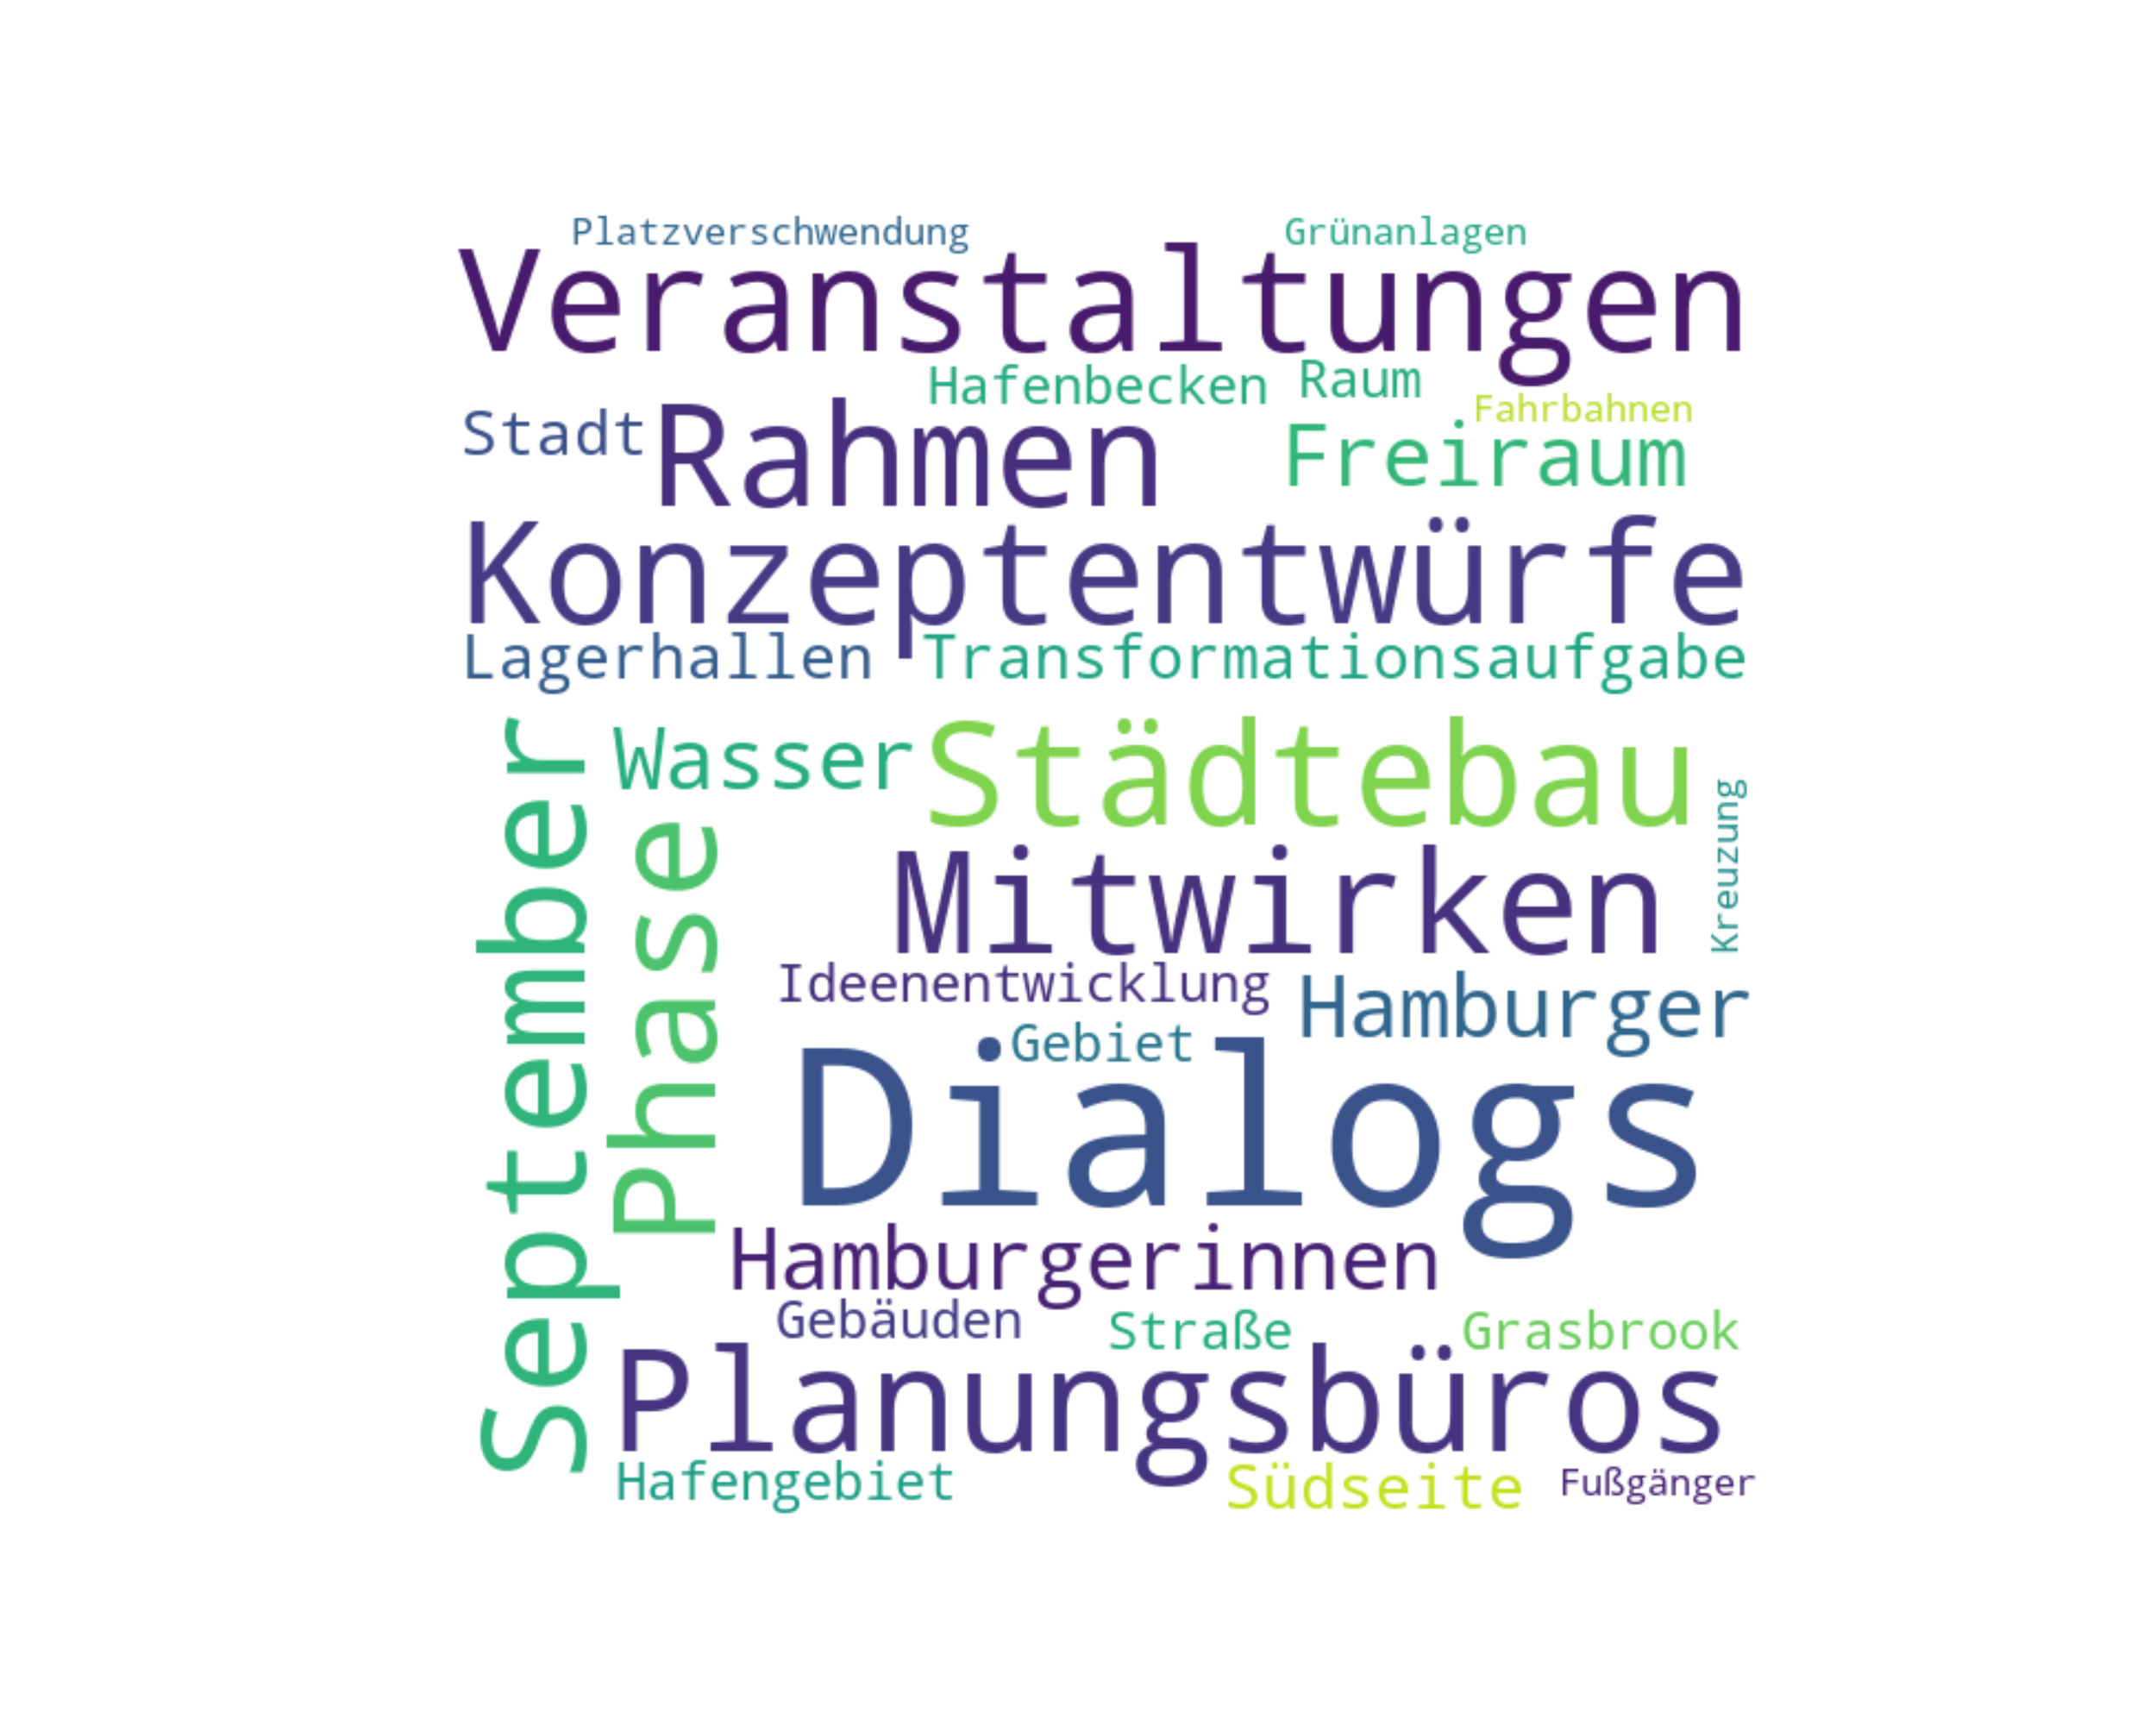 Platzverschwendung Grünanlagen
Veranstaltungen
Hafenbecken Raum
Fahrbahnen
Stadt Rahmen Freiraum
Konzeptentwürfe
Lagerhallen Transformationsaufgabe
Wasser Städtebau
Kreuzung
Mitwirken
September
Phase
Ideenentwicklung Hamburger
Gebiet
Dialogs
Hamburgerinnen
Gebäuden Straße Grasbrook
Planungsbüros
Hafengebiet Südseite Fußgänger